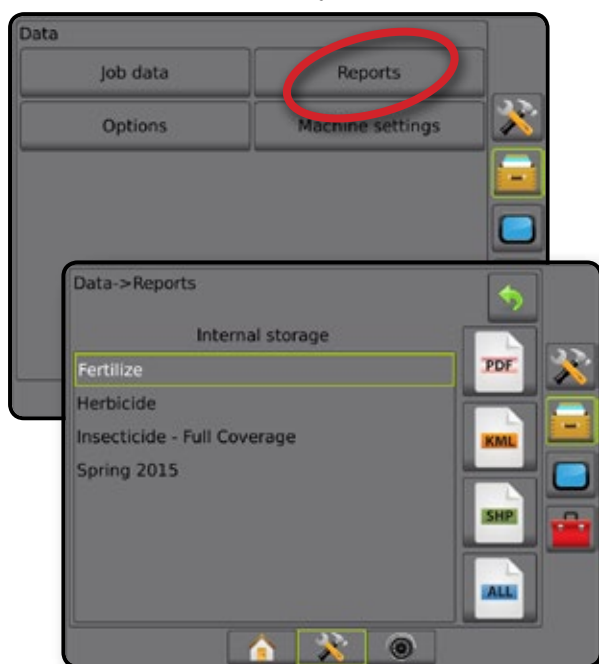 Data
Job data
Reports
Options
Machine settings
Data->Reports
Internal storage
Fertilize
Herbicide
Insecticide - Full Coverage
Spring 2015
PDF
KML
SHP
ALL